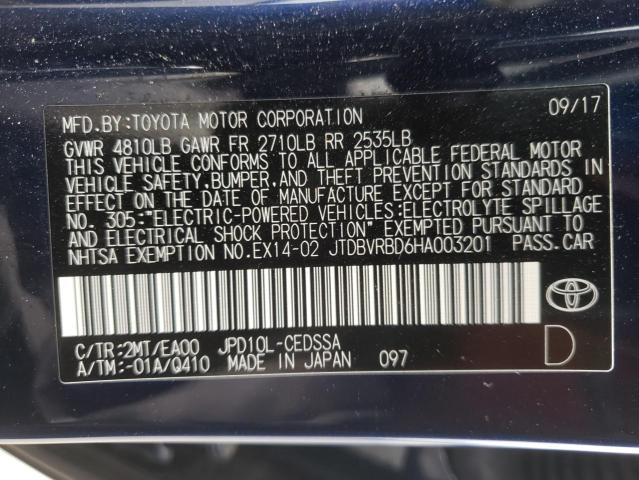 MFD.BY:TOYOTA MOTOR CORPORATION 09/17
GVWR 4810LB GAWR FR 2710LB RR 2535LB
THIS VEHICLE CONFORMS TO ALL APPLICABLE FEDERAL MOTOR
VEHICLE SAFETY,BUMPER,AND THEFT PREVENTION STANDARDS IN
EFFECT ON THE DATE OF MANUFACTURE EXCEPT FOR STANDARD
NO. 305:"ELECTRIC-POWERED VEHICLES:ELECTROLYTE SPILLAGE
AND SHOCK PROTECTION" EXEMPTED PURSUANT TO
NHTSA EXEMPTION NO.EX14-02 JTDBVRBD6HA003201 PASS.CAR
C/TR:2MT/EA00 JPD10L-CEDSSA
A/TM:-01A/Q410 MADE IN JAPAN 097
D